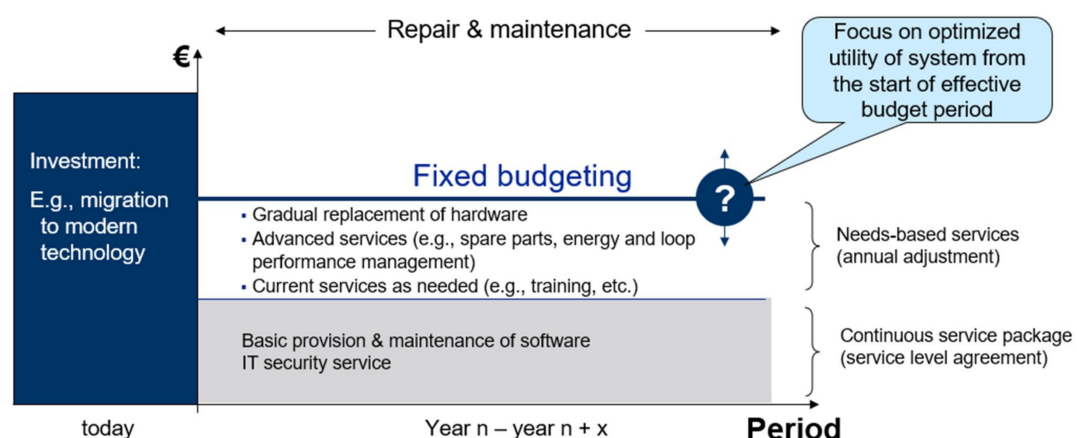 Repair & maintenance
€
Focus on optimized
utility of system from
the start of effective
budget period
Investment:
E.g., migration
to modern
technology
Fixed budgeting
?
▪ Gradual replacement of hardware
▪ Advanced services (e.g., spare parts, energy and loop
performance management)
▪ Current services as needed (e.g., training, etc.)
Needs-based services
(annual adjustment)
Basic provision & maintenance of software
IT security service
Continuous service package
(service level agreement)
today
Year n – year n + x
Period